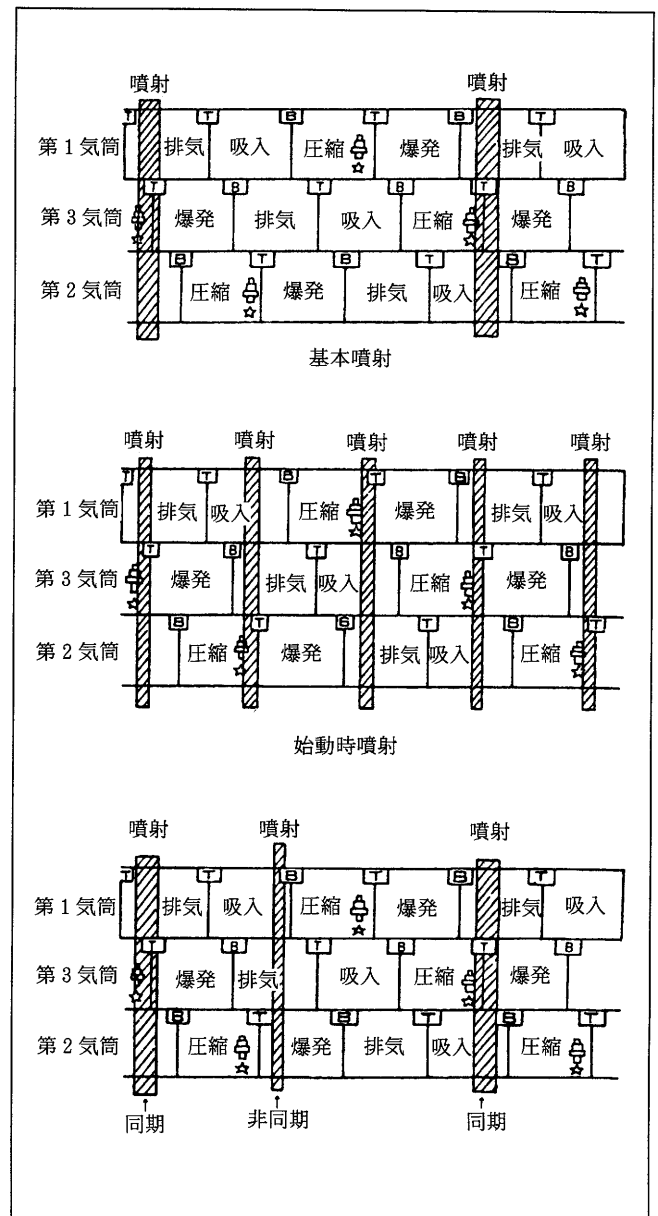 噴射 噴射
T T B T B T
第1気筒 排気 吸入 圧縮 爆発 排気 吸入
T B T B T B
第3気筒 爆発 排気 吸入 圧縮 爆発
B T B T B T
第2気筒 圧縮 爆発 排気 吸入 圧縮
基本噴射
噴射 噴射 噴射 噴射 噴射
T T B T B T
第1気筒 排気 吸入 圧縮 爆発 排気 吸入
T B T B T B
第3気筒 爆発 排気 吸入 圧縮 爆発
B T B T B T
第2気筒 圧縮 爆発 排気 吸入 圧縮
始動時噴射
噴射 噴射 噴射
T T B T B T
第1気筒 排気 吸入 圧縮 爆発 排気 吸入
T B T B T B
第3気筒 爆発 排気 吸入 圧縮 爆発
B T B T B T
第2気筒 圧縮 爆発 排気 吸入 圧縮
↑ ↑ ↑
同期 非同期 同期